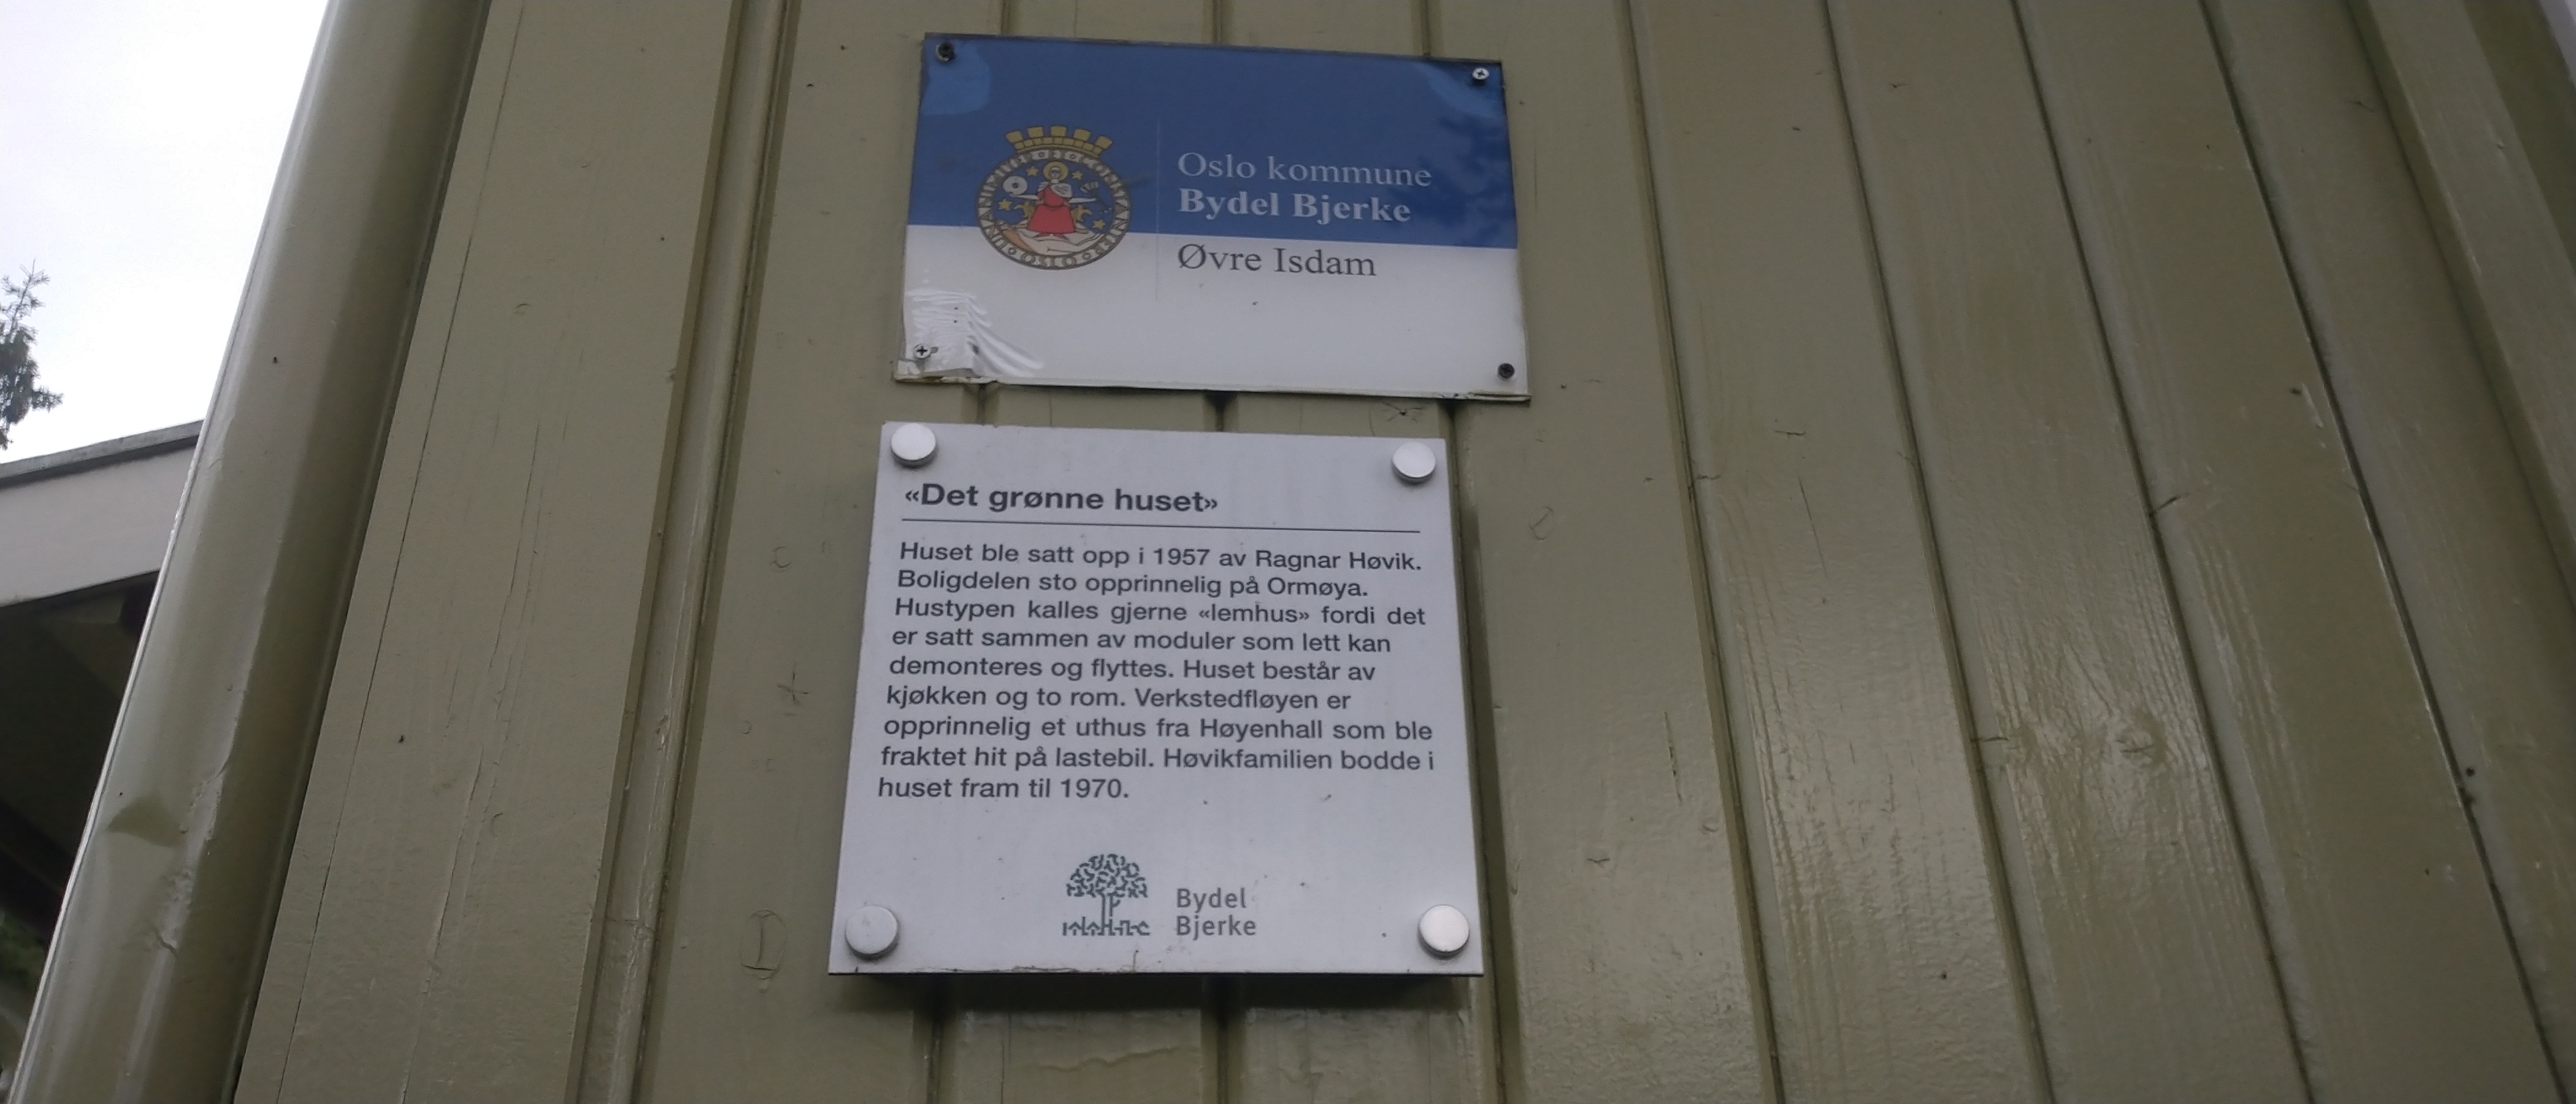 Oslo kommune
Bydel Bjerke
Øvre Isdam
OSLO
«Det grønne huset»
Huset ble satt opp i 1957 av Ragnar Høvik.
Boligdelen sto opprinnelig på Ormøya.
Hustypen kalles gjerne «lemhus» fordi det
er satt sammen av moduler som lett kan
demonteres og flyttes. Huset består av
kjøkken og to rom. Verkstedfløyen er
opprinnelig et uthus fra Høyenhall som ble
fraktet hit på lastebil. Høvikfamilien bodde i
huset fram til 1970.
Bydel
Bjerke